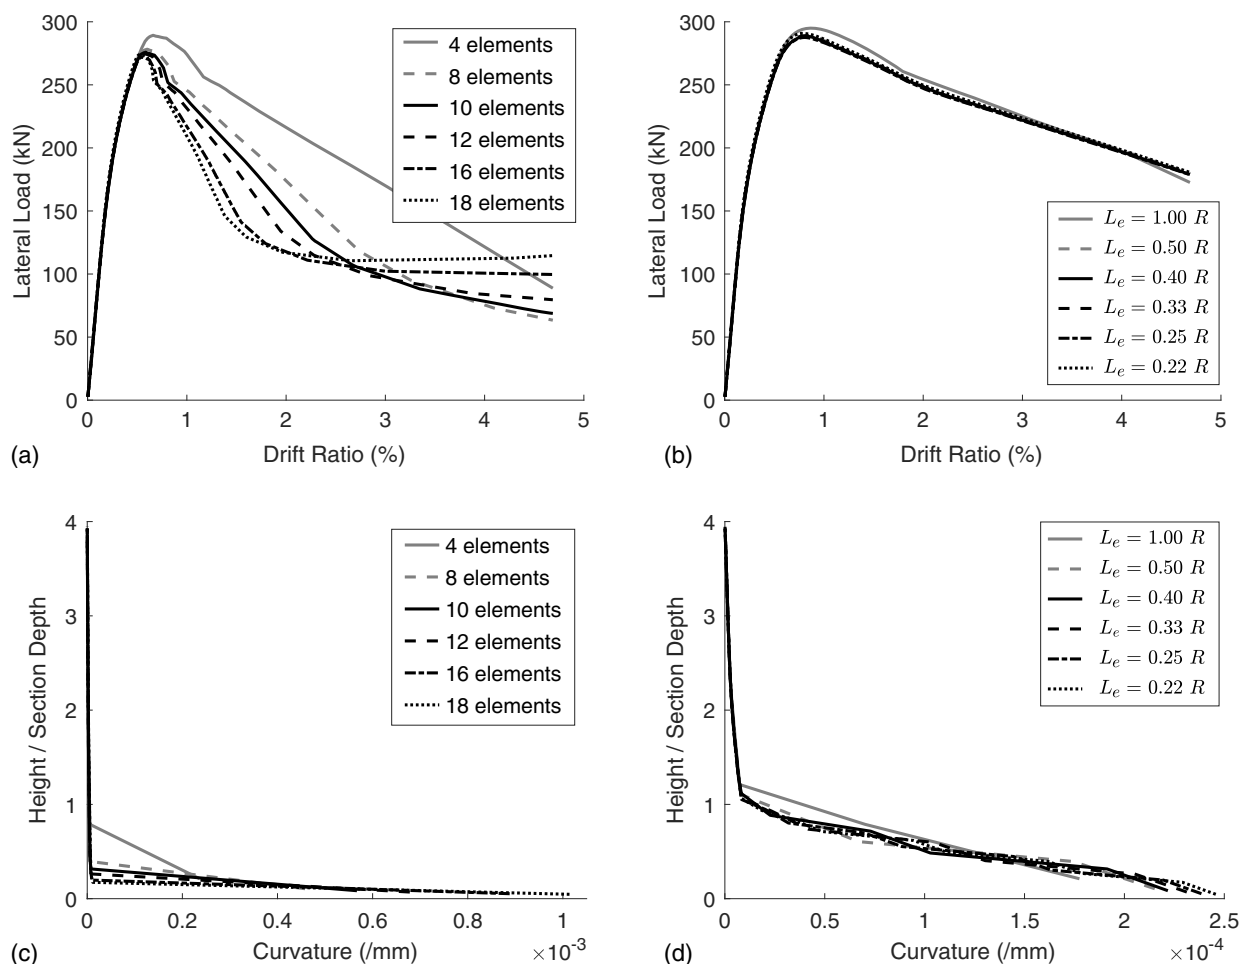 300
250
200
150
100
50
0
Lateral Load (kN)
4 elements
8 elements
10 elements
12 elements
16 elements
18 elements
0 1 2 3 4 5
(a) Drift Ratio (%)
300
250
200
150
100
50
0
Lateral Load (kN)
L_e = 1.00 R
L_e = 0.50 R
L_e = 0.40 R
L_e = 0.33 R
L_e = 0.25 R
L_e = 0.22 R
0 1 2 3 4 5
(b) Drift Ratio (%)
4
3
2
1
0
Height / Section Depth
4 elements
8 elements
10 elements
12 elements
16 elements
18 elements
0 0.2 0.4 0.6 0.8 1
(c) Curvature (/mm) ×10⁻³
4
3
2
1
0
Height / Section Depth
L_e = 1.00 R
L_e = 0.50 R
L_e = 0.40 R
L_e = 0.33 R
L_e = 0.25 R
L_e = 0.22 R
0 0.5 1 1.5 2 2.5
(d) Curvature (/mm) ×10⁻⁴